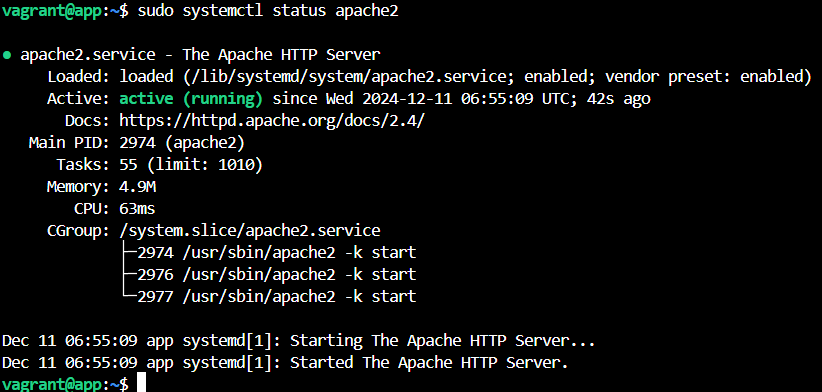 vagrant@app:~$ sudo systemctl status apache2
● apache2.service - The Apache HTTP Server
     Loaded: loaded (/lib/systemd/system/apache2.service; enabled; vendor preset: enabled)
     Active: active (running) since Wed 2024-12-11 06:55:09 UTC; 42s ago
       Docs: https://httpd.apache.org/docs/2.4/
   Main PID: 2974 (apache2)
      Tasks: 55 (limit: 1010)
     Memory: 4.9M
        CPU: 63ms
     CGroup: /system.slice/apache2.service
             ├─2974 /usr/sbin/apache2 -k start
             ├─2976 /usr/sbin/apache2 -k start
             └─2977 /usr/sbin/apache2 -k start
Dec 11 06:55:09 app systemd[1]: Starting The Apache HTTP Server...
Dec 11 06:55:09 app systemd[1]: Started The Apache HTTP Server.
vagrant@app:~$